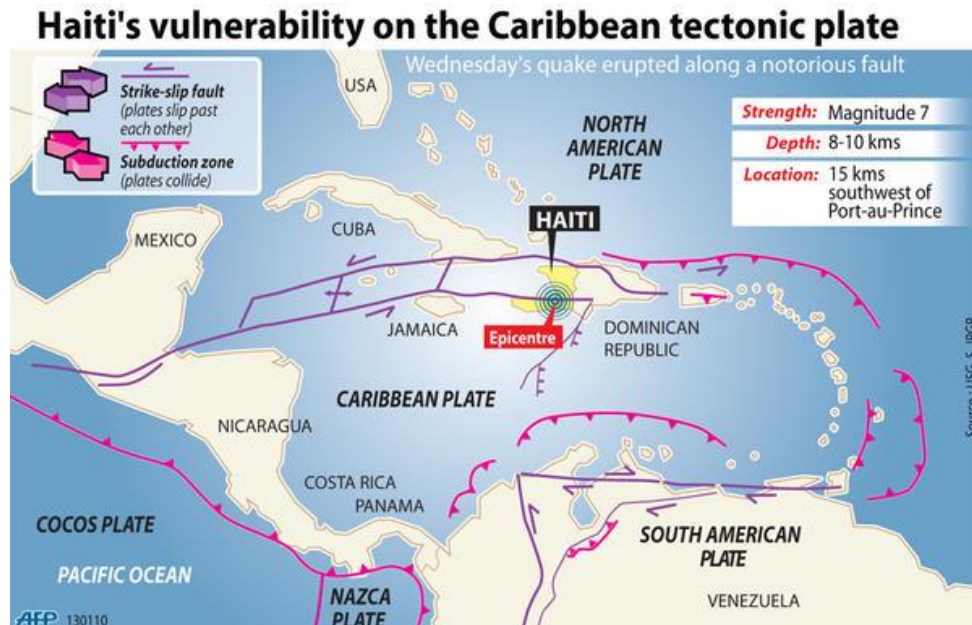 Haiti's vulnerability on the Caribbean tectonic plate
Wednesday's quake erupted along a notorious fault
Strike-slip fault
(plates slip past
each other)
Subduction zone
(plates collide)
USA
NORTH
AMERICAN
PLATE
Strength: Magnitude 7
Depth: 8-10 kms
Location: 15 kms
southwest of
Port-au-Prince
HAITI
MEXICO
CUBA
JAMAICA
Epicentre
DOMINICAN
REPUBLIC
CARIBBEAN PLATE
NICARAGUA
COSTA RICA
PANAMA
COCOS PLATE
PACIFIC OCEAN
NAZCA
PLATE
SOUTH AMERICAN
PLATE
VENEZUELA
AFP 130110